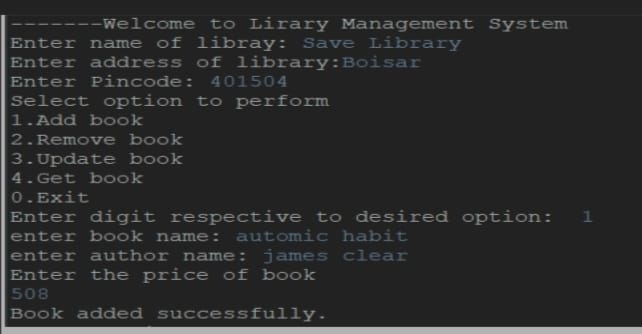 -------Welcome to Lirary Management System
Enter name of libray: Save Library
Enter address of library:Boisar
Enter Pincode: 401504
Select option to perform
1.Add book
2.Remove book
3.Update book
4.Get book
0.Exit
Enter digit respective to desired option:  1
enter book name: automic habit
enter author name: james clear
Enter the price of book
508
Book added successfully.